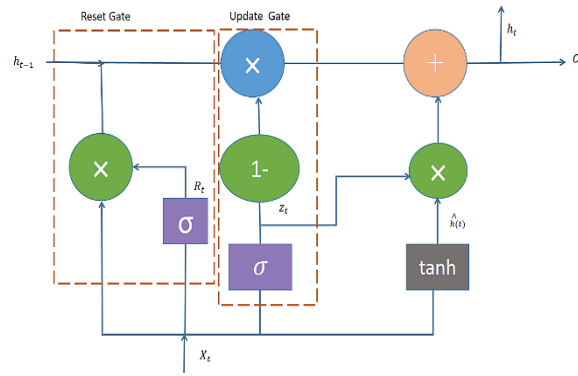 Reset Gate
Update Gate
h_t
h_{t-1}
×
+
O
×
1-
×
R_t
z_t
σ
ĥ(t)
σ
tanh
X_t